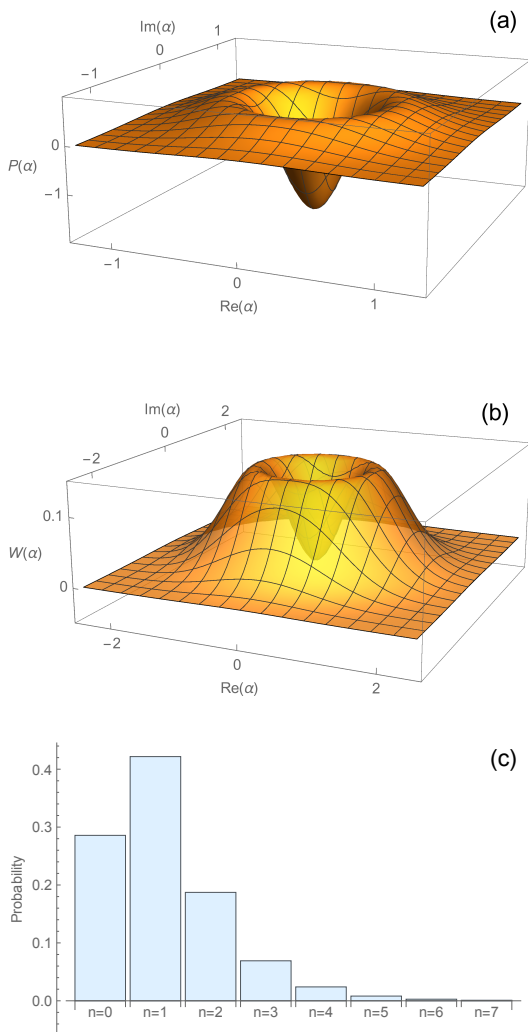 (a)
Im(α)
−1
0
1
P(α)
0
−1
−1
0
1
Re(α)
(b)
Im(α)
−2
0
2
0.1
W(α)
0
−2
0
2
Re(α)
(c)
Probability
0.4
0.3
0.2
0.1
0.0
n=0 n=1 n=2 n=3 n=4 n=5 n=6 n=7